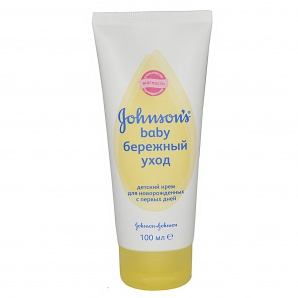 Johnson's®
baby
бережный
уход
детский крем
для новорожденных
с первых дней
Johnson & Johnson
100 мл ℮